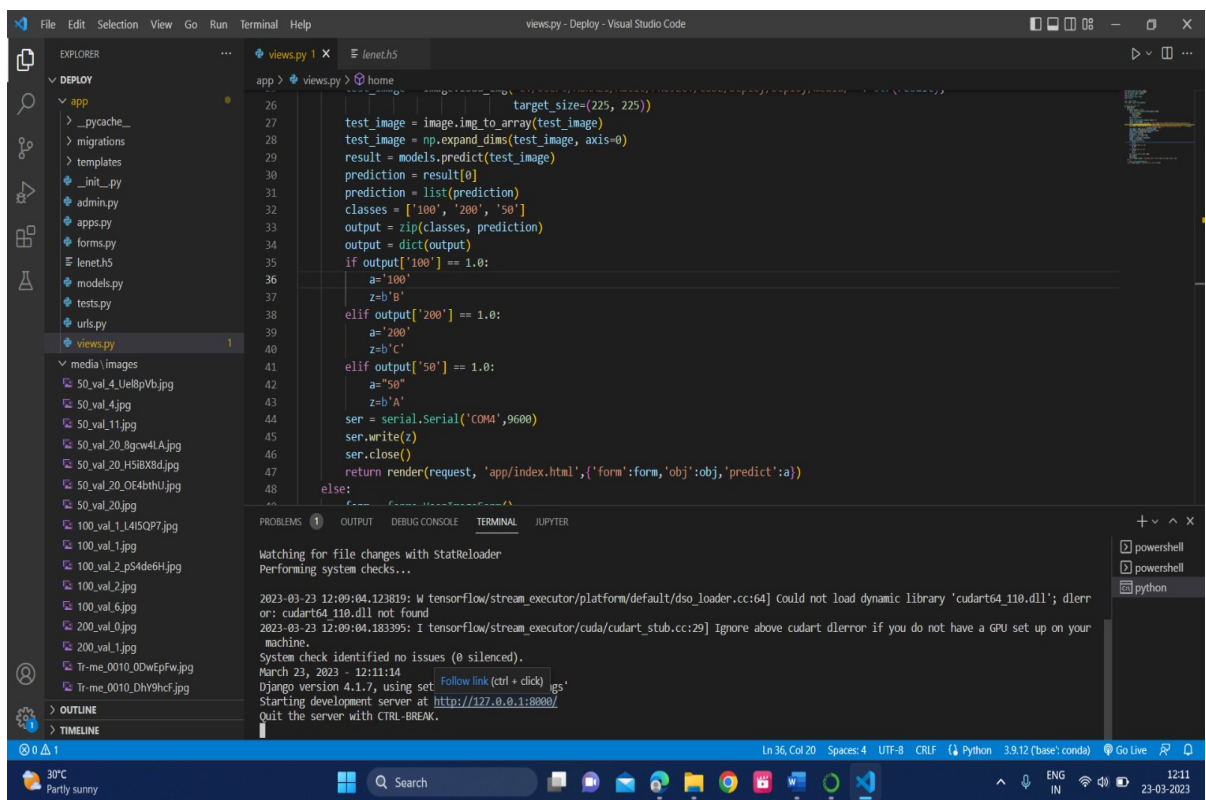 File Edit Selection View Go Run Terminal Help
views.py - Deploy - Visual Studio Code
EXPLORER
DEPLOY
app
__pycache__
migrations
templates
__init__.py
admin.py
apps.py
forms.py
lenet.h5
models.py
tests.py
urls.py
views.py 1
media\images
50_val_4_Uel8pVb.jpg
50_val_4.jpg
50_val_11.jpg
50_val_20_8gcw4LA.jpg
50_val_20_H5iBX8d.jpg
50_val_20_OE4bthU.jpg
50_val_20.jpg
100_val_1_L4I5QP7.jpg
100_val_1.jpg
100_val_2_pS4de6H.jpg
100_val_2.jpg
100_val_6.jpg
200_val_0.jpg
200_val_1.jpg
Tr-me_0010_0DwEpFw.jpg
Tr-me_0010_DhY9hcF.jpg
OUTLINE
TIMELINE
views.py 1 lenet.h5
app > views.py > home
26 target_size=(225, 225))
27 test_image = image.img_to_array(test_image)
28 test_image = np.expand_dims(test_image, axis=0)
29 result = models.predict(test_image)
30 prediction = result[0]
31 prediction = list(prediction)
32 classes = ['100', '200', '50']
33 output = zip(classes, prediction)
34 output = dict(output)
35 if output['100'] == 1.0:
36 a='100'
37 z=b'B'
38 elif output['200'] == 1.0:
39 a='200'
40 z=b'C'
41 elif output['50'] == 1.0:
42 a="50"
43 z=b'A'
44 ser = serial.Serial('COM4',9600)
45 ser.write(z)
46 ser.close()
47 return render(request, 'app/index.html',{'form':form,'obj':obj,'predict':a})
48 else:
PROBLEMS 1 OUTPUT DEBUG CONSOLE TERMINAL JUPYTER
Watching for file changes with StatReloader
Performing system checks...
2023-03-23 12:09:04.123819: W tensorflow/stream_executor/platform/default/dso_loader.cc:64] Could not load dynamic library 'cudart64_110.dll'; dlerr
or: cudart64_110.dll not found
2023-03-23 12:09:04.183395: I tensorflow/stream_executor/cuda/cudart_stub.cc:29] Ignore above cudart dlerror if you do not have a GPU set up on your
machine.
System check identified no issues (0 silenced).
March 23, 2023 - 12:11:14
Follow link (ctrl + click)
Django version 4.1.7, using set gs'
Starting development server at http://127.0.0.1:8000/
Quit the server with CTRL-BREAK.
powershell
powershell
python
0 1
Ln 36, Col 20 Spaces: 4 UTF-8 CRLF Python 3.9.12 ('base': conda) Go Live
30°C
Partly sunny
Search
ENG
IN
12:11
23-03-2023